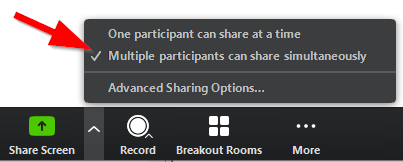 One participant can share at a time
Multiple participants can share simultaneously
Advanced Sharing Options...
Share Screen
Record
Breakout Rooms
More